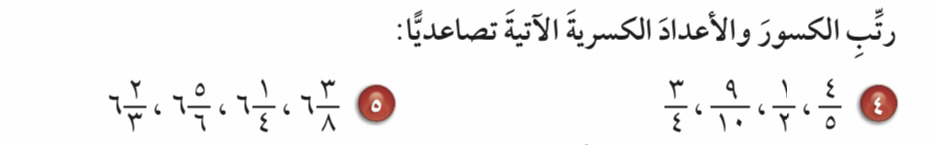 رتِّبِ الكسورَ والأعدادَ الكسريةَ الآتيةَ تصاعديًّا:
٤ ٤/٥ ، ١/٢ ، ٩/١٠ ، ٣/٤
٥ ٦ ٣/٨ ، ٦ ١/٤ ، ٦ ٥/٦ ، ٦ ٢/٣